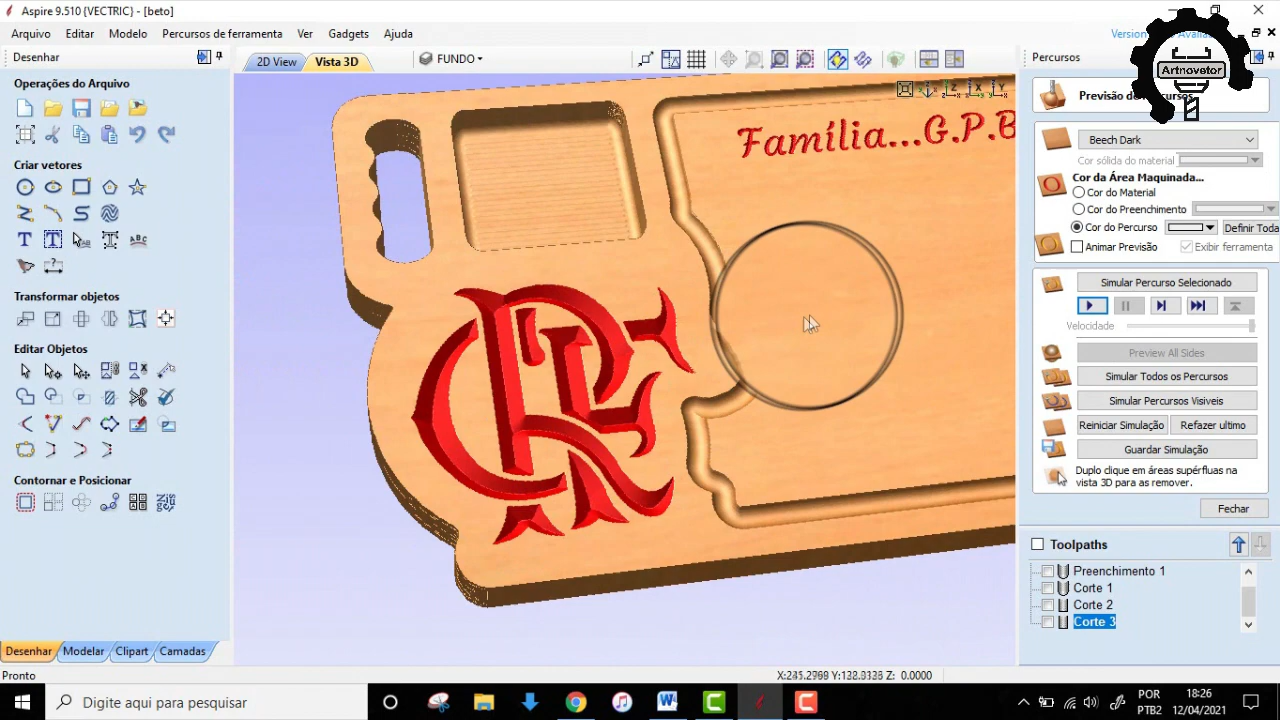 Aspire 9.510 {VECTRIC} - [beto]
Arquivo Editar Modelo Percursos de ferramenta Ver Gadgets Ajuda
Desenhar
2D View Vista 3D FUNDO
Percursos
Artnovetor
Operações do Arquivo
Criar vetores
Transformar objetos
Editar Objetos
Contornar e Posicionar
Desenhar Modelar Clipart Camadas
Família...G.P.B
Beech Dark
Cor sólida do material
Cor da Área Maquinada...
Cor do Material
Cor do Preenchimento
Cor do Percurso Definir Toda
Animar Previsão Exibir ferramenta
Simular Percurso Selecionado
Velocidade
Preview All Sides
Simular Todos os Percursos
Simular Percursos Visiveis
Reiniciar Simulação Refazer ultimo
Guardar Simulação
Duplo clique em áreas supérfluas na
vista 3D para as remover.
Fechar
Toolpaths
Preenchimento 1
Corte 1
Corte 2
Corte 3
Pronto
Digite aqui para pesquisar
POR
PTB2
18:26
12/04/2021